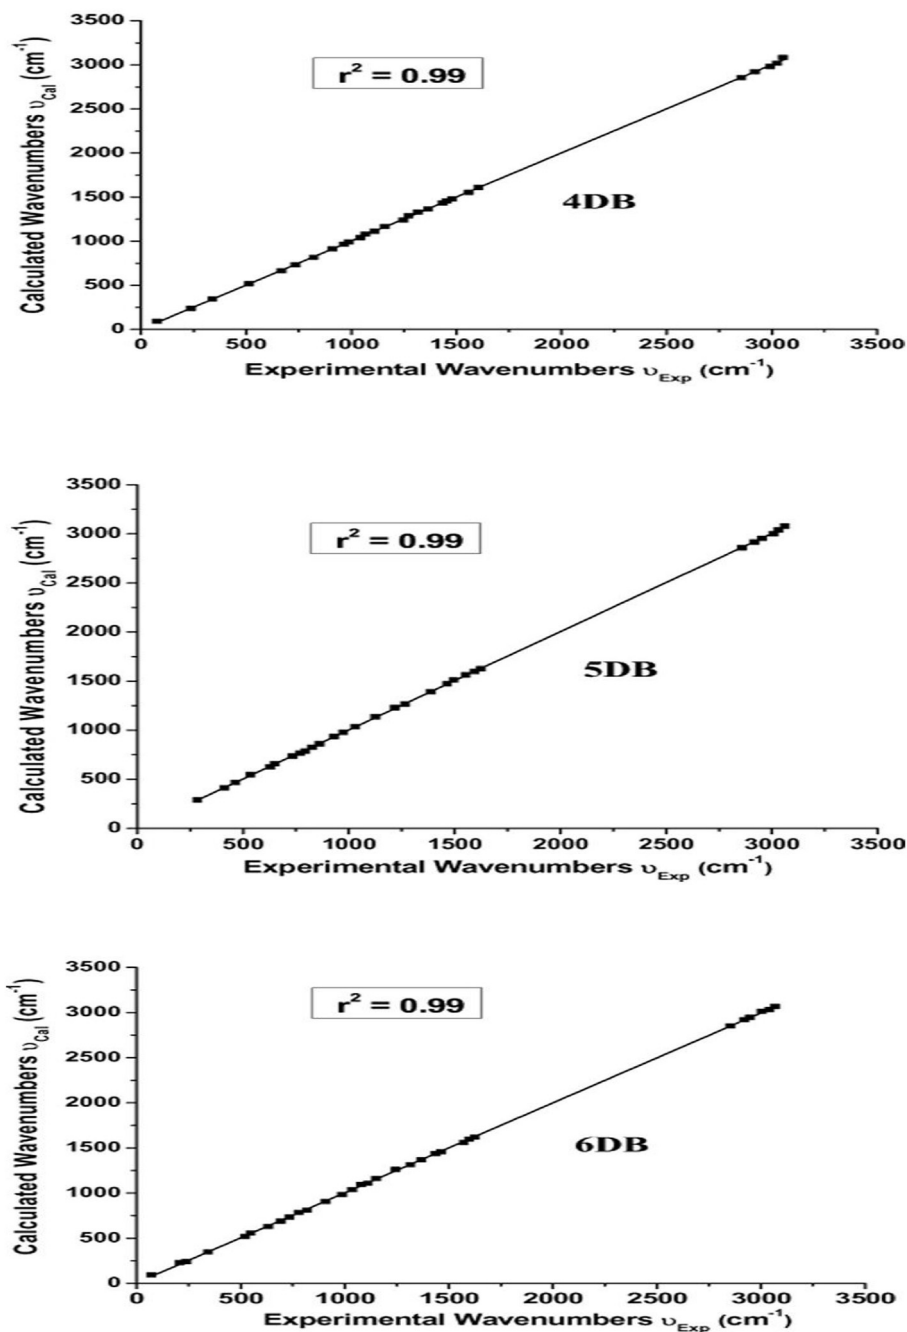 3500
3000
2500
2000
1500
1000
500
0
Calculated Wavenumbers υCal (cm-1)
r2 = 0.99
4DB
0 500 1000 1500 2000 2500 3000 3500
Experimental Wavenumbers υExp (cm-1)
3500
3000
2500
2000
1500
1000
500
0
Calculated Wavenumbers υCal (cm-1)
r2 = 0.99
5DB
0 500 1000 1500 2000 2500 3000 3500
Experimental Wavenumbers υExp (cm-1)
3500
3000
2500
2000
1500
1000
500
0
Calculated Wavenumbers υCal (cm-1)
r2 = 0.99
6DB
0 500 1000 1500 2000 2500 3000 3500
Experimental Wavenumbers υExp (cm-1)